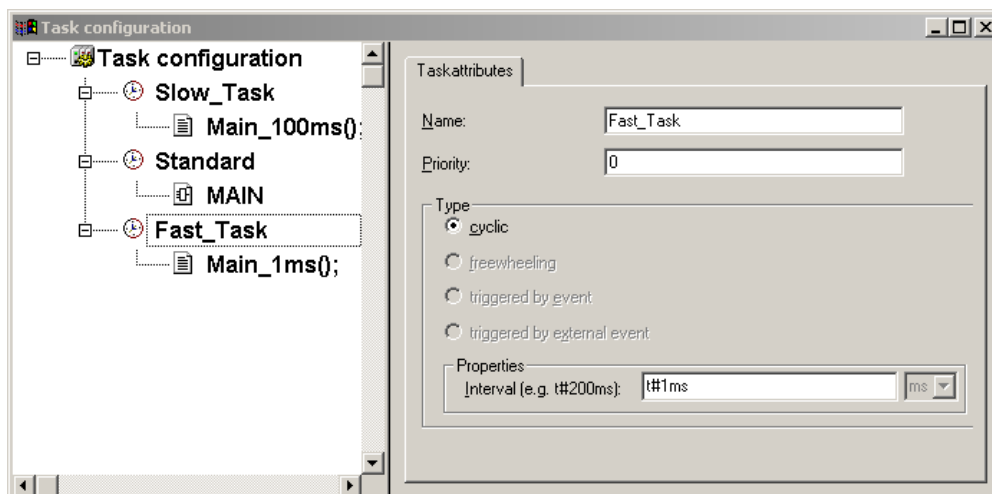 Task configuration
Task configuration
Slow_Task
Main_100ms();
Standard
MAIN
Fast_Task
Main_1ms();
Taskattributes
Name: Fast_Task
Priority: 0
Type
cyclic
freewheeling
triggered by event
triggered by external event
Properties
Interval (e.g. t#200ms): t#1ms ms